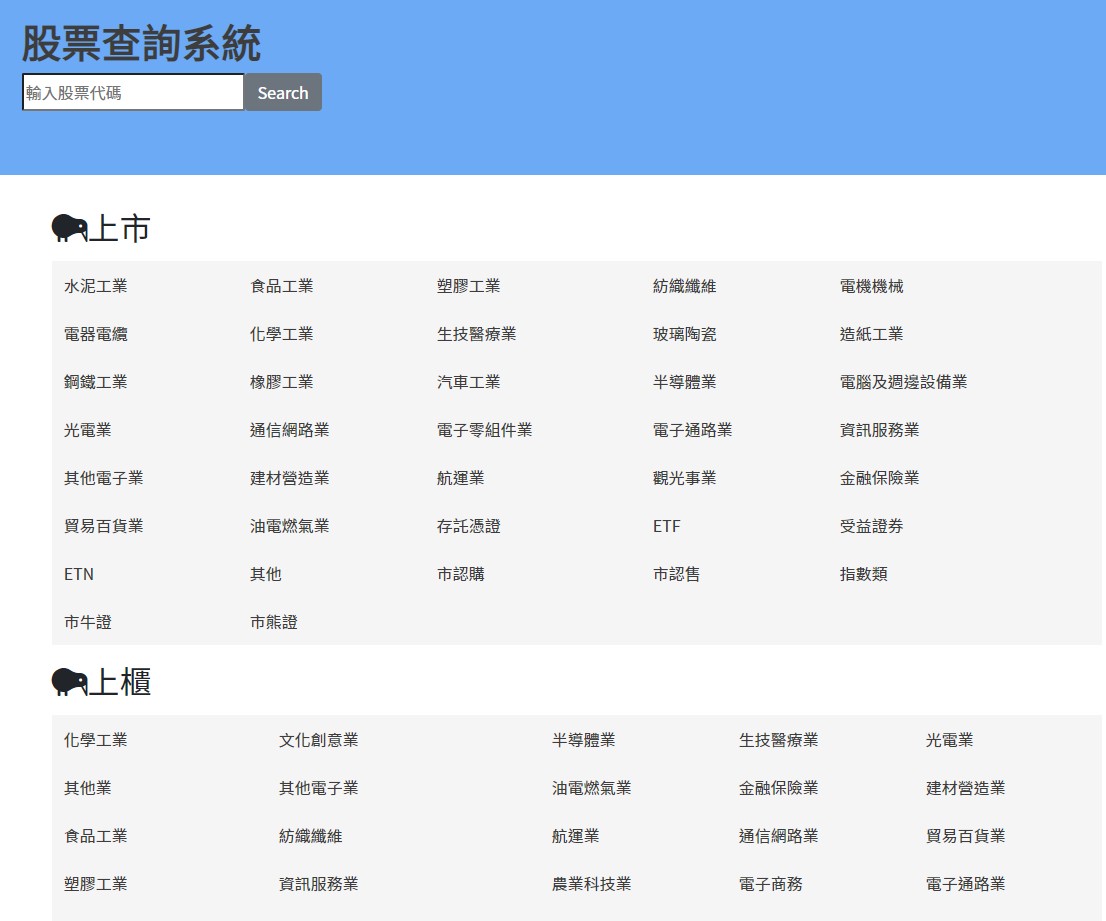 股票查詢系統
輸入股票代碼 Search
上市
水泥工業 食品工業 塑膠工業 紡織纖維 電機機械
電器電纜 化學工業 生技醫療業 玻璃陶瓷 造紙工業
鋼鐵工業 橡膠工業 汽車工業 半導體業 電腦及週邊設備業
光電業 通信網路業 電子零組件業 電子通路業 資訊服務業
其他電子業 建材營造業 航運業 觀光事業 金融保險業
貿易百貨業 油電燃氣業 存託憑證 ETF 受益證券
ETN 其他 市認購 市認售 指數類
市牛證 市熊證
上櫃
化學工業 文化創意業 半導體業 生技醫療業 光電業
其他業 其他電子業 油電燃氣業 金融保險業 建材營造業
食品工業 紡織纖維 航運業 通信網路業 貿易百貨業
塑膠工業 資訊服務業 農業科技業 電子商務 電子通路業